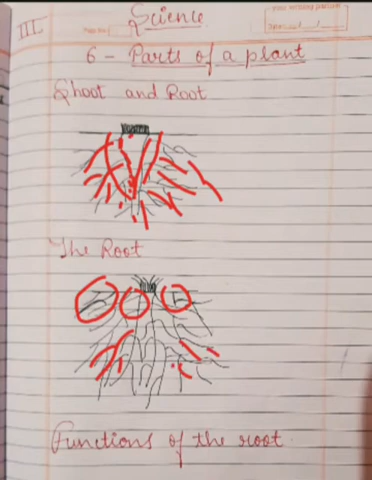 III
Science
6 - Parts of a plant
Shoot and Root
The Root
Functions of the root